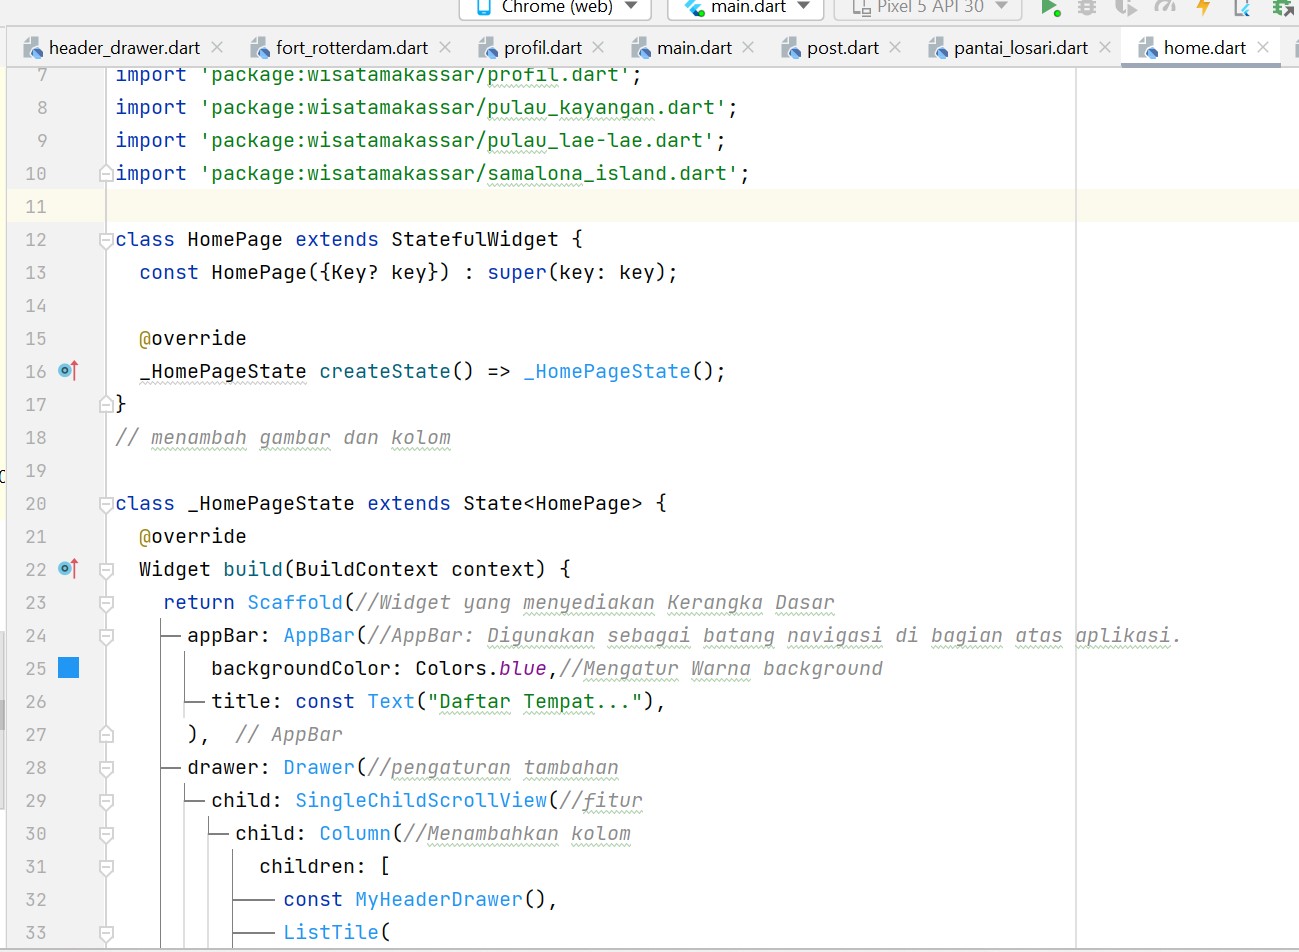 Chrome (web) main.dart Pixel 5 API 30
header_drawer.dart fort_rotterdam.dart profil.dart main.dart post.dart pantai_losari.dart home.dart
7 import 'package:wisatamakassar/profil.dart';
8 import 'package:wisatamakassar/pulau_kayangan.dart';
9 import 'package:wisatamakassar/pulau_lae-lae.dart';
10 import 'package:wisatamakassar/samalona_island.dart';
11
12 class HomePage extends StatefulWidget {
13 const HomePage({Key? key}) : super(key: key);
14
15 @override
16 _HomePageState createState() => _HomePageState();
17 }
18 // menambah gambar dan kolom
19
20 class _HomePageState extends State<HomePage> {
21 @override
22 Widget build(BuildContext context) {
23 return Scaffold(//Widget yang menyediakan Kerangka Dasar
24 appBar: AppBar(//AppBar: Digunakan sebagai batang navigasi di bagian atas aplikasi.
25 backgroundColor: Colors.blue,//Mengatur Warna background
26 title: const Text("Daftar Tempat..."),
27 ), // AppBar
28 drawer: Drawer(//pengaturan tambahan
29 child: SingleChildScrollView(//fitur
30 child: Column(//Menambahkan kolom
31 children: [
32 const MyHeaderDrawer(),
33 ListTile(